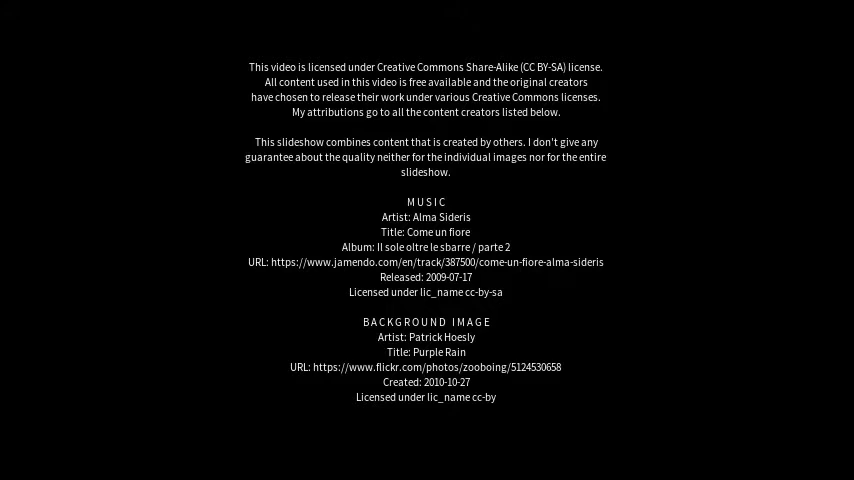 This video is licensed under Creative Commons Share-Alike (CC BY-SA) license.
All content used in this video is free available and the original creators
have chosen to release their work under various Creative Commons licenses.
My attributions go to all the content creators listed below.
This slideshow combines content that is created by others. I don't give any
guarantee about the quality neither for the individual images nor for the entire
slideshow.
MUSIC
Artist: Alma Sideris
Title: Come un fiore
Album: Il sole oltre le sbarre / parte 2
URL: https://www.jamendo.com/en/track/387500/come-un-fiore-alma-sideris
Released: 2009-07-17
Licensed under lic_name cc-by-sa
BACKGROUND IMAGE
Artist: Patrick Hoesly
Title: Purple Rain
URL: https://www.flickr.com/photos/zooboing/5124530658
Created: 2010-10-27
Licensed under lic_name cc-by